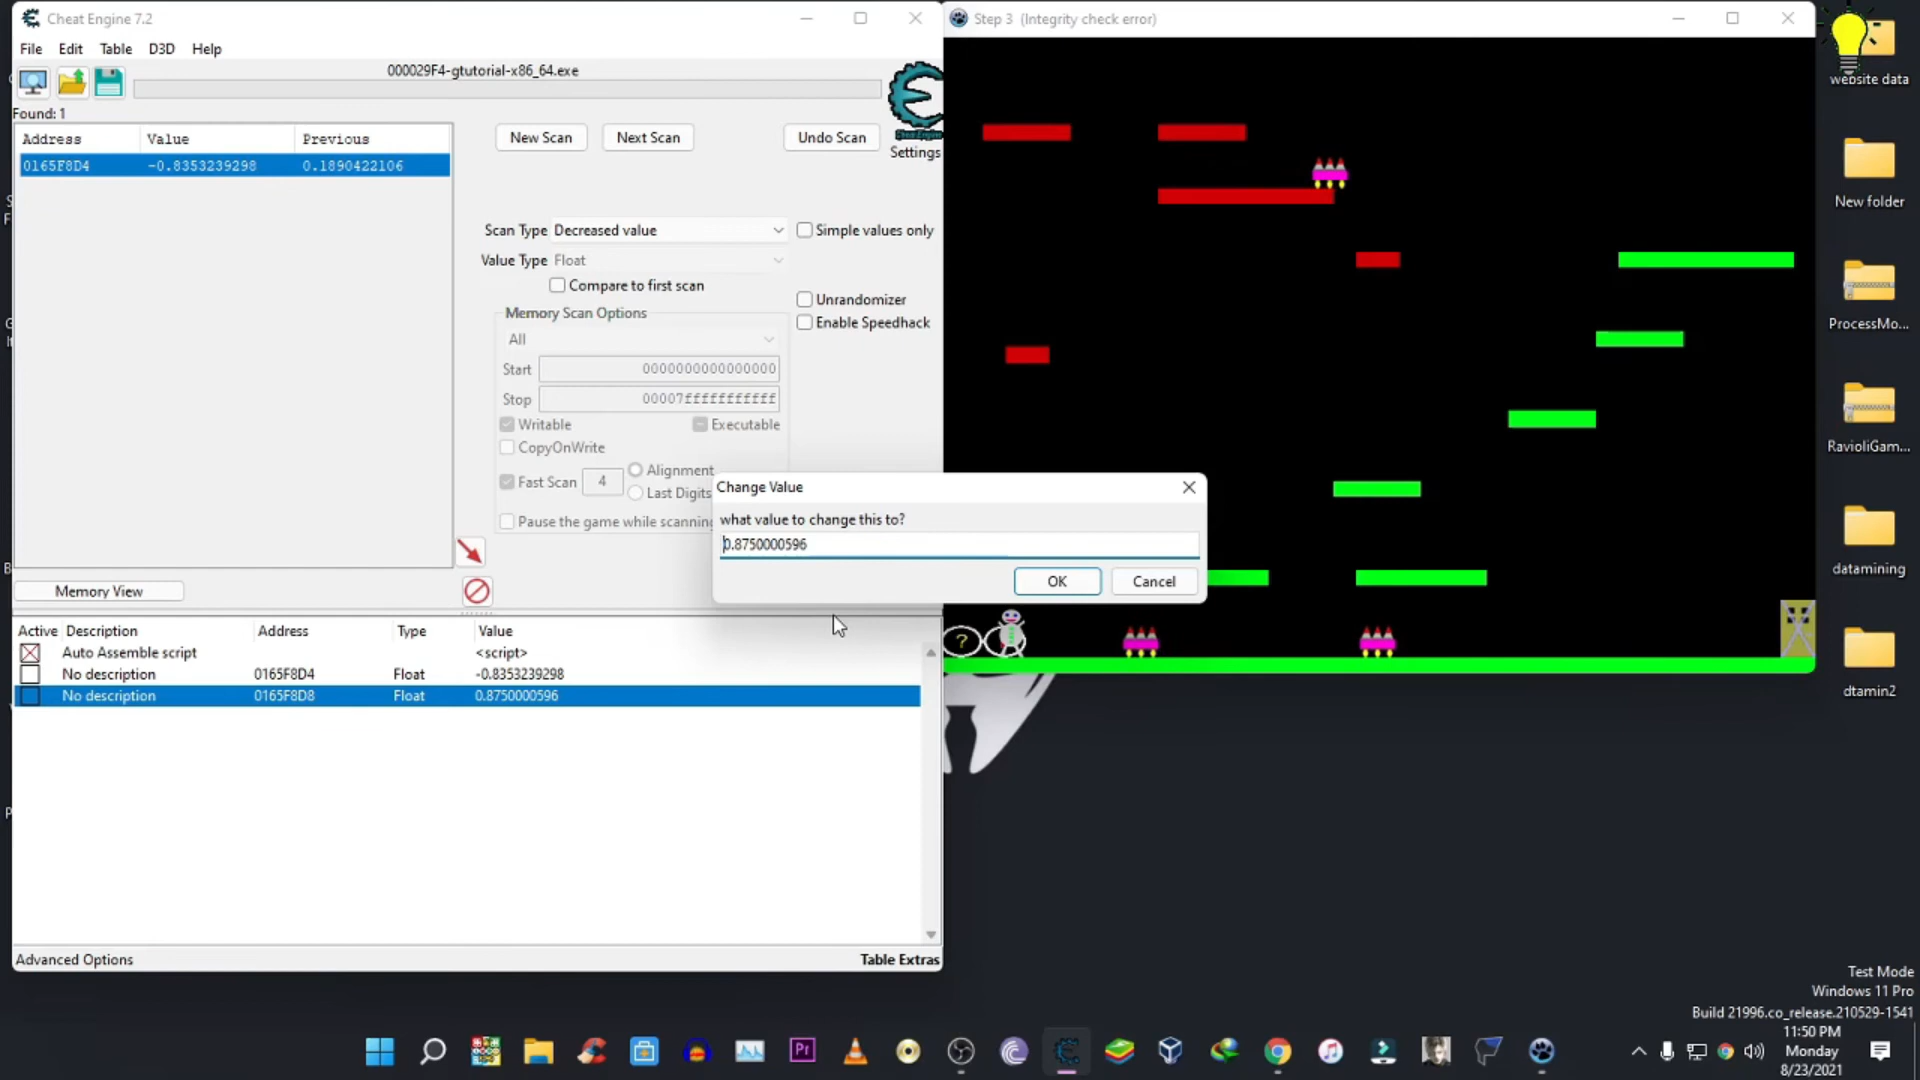 Cheat Engine 7.2
File Edit Table D3D Help
000029F4-gtutorial-x86_64.exe
Found: 1
Address Value Previous
0165F8D4 -0.8353239298 0.1890422106
New Scan Next Scan Undo Scan
Cheat Engine
Settings
Scan Type Decreased value Simple values only
Value Type Float
Compare to first scan
Unrandomizer
Memory Scan Options
Enable Speedhack
All
Start 0000000000000000
Stop 00007fffffffffff
Writable Executable
CopyOnWrite
Fast Scan 4 Alignment
Last Digits
Pause the game while scanning
Memory View
Change Value
what value to change this to?
0.8750000596
OK Cancel
Active Description Address Type Value
Auto Assemble script <script>
No description 0165F8D4 Float -0.8353239298
No description 0165F8D8 Float 0.8750000596
Advanced Options Table Extras
Step 3 (Integrity check error)
?
website data
New folder
ProcessMo...
RavioliGam...
datamining
dtamin2
Test Mode
Windows 11 Pro
Build 21996.co_release.210529-1541
Pr
11:50 PM
Monday
8/23/2021